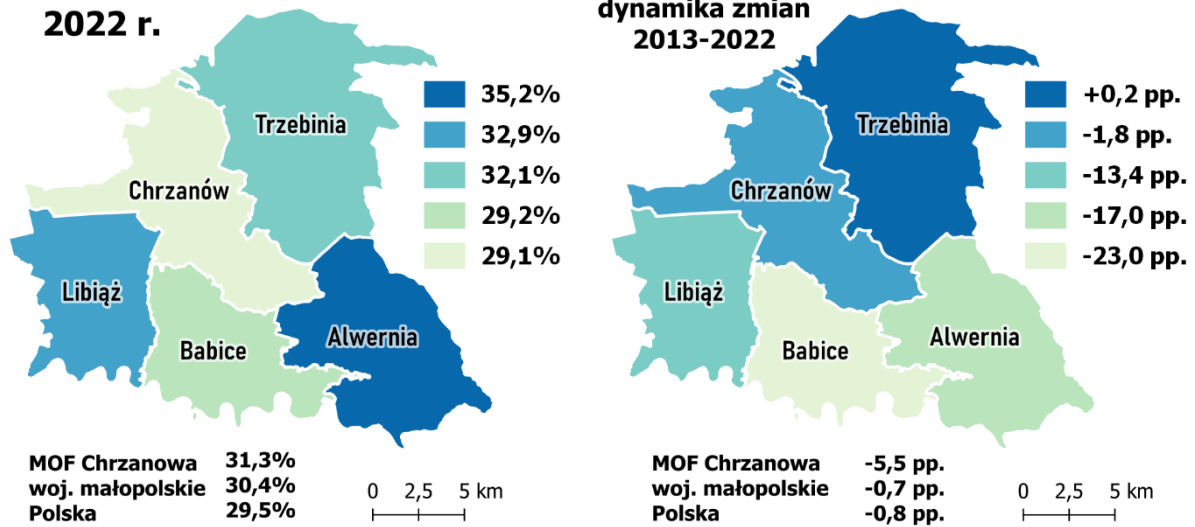 2022 r.
35,2%
32,9%
32,1%
29,2%
29,1%
Trzebinia
Chrzanów
Libiąż
Babice
Alwernia
MOF Chrzanowa 31,3%
woj. małopolskie 30,4%
Polska 29,5%
0 2,5 5 km
dynamika zmian
2013-2022
+0,2 pp.
-1,8 pp.
-13,4 pp.
-17,0 pp.
-23,0 pp.
Trzebinia
Chrzanów
Libiąż
Babice
Alwernia
MOF Chrzanowa -5,5 pp.
woj. małopolskie -0,7 pp.
Polska -0,8 pp.
0 2,5 5 km